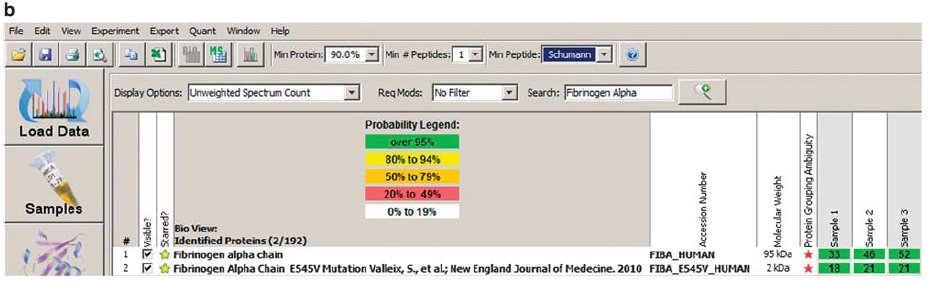 b
File Edit View Experiment Export Quant Window Help
Min Protein: 90.0% Min # Peptides: 1 Min Peptide: Schumann
Display Options: Unweighted Spectrum Count Req Mods: No Filter Search: Fibrinogen Alpha
Load Data
Samples
Probability Legend:
over 95%
80% to 94%
50% to 79%
20% to 49%
0% to 19%
Bio View:
Identified Proteins (2/192)
# Visible? Starred? Accession Number Molecular Weight Protein Grouping Ambiguity Sample 1 Sample 2 Sample 3
1 Fibrinogen alpha chain FIBA_HUMAN 95 kDa 33 46 52
2 Fibrinogen Alpha Chain E545V Mutation Valleix, S., et al.; New England Journal of Medecine. 2010 FIBA_E545V_HUMAN 2 kDa 18 21 21